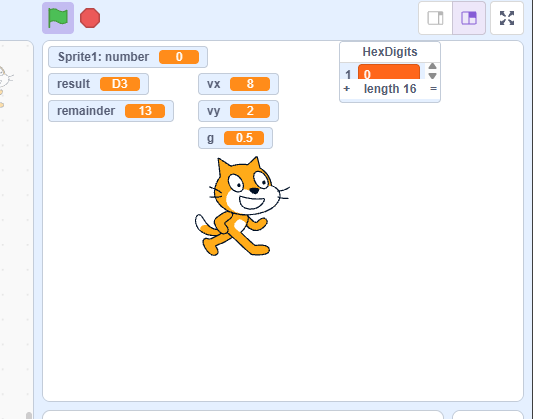 Sprite1: number 0
result D3
remainder 13
vx 8
vy 2
g 0.5
HexDigits
1 0
+ length 16 =